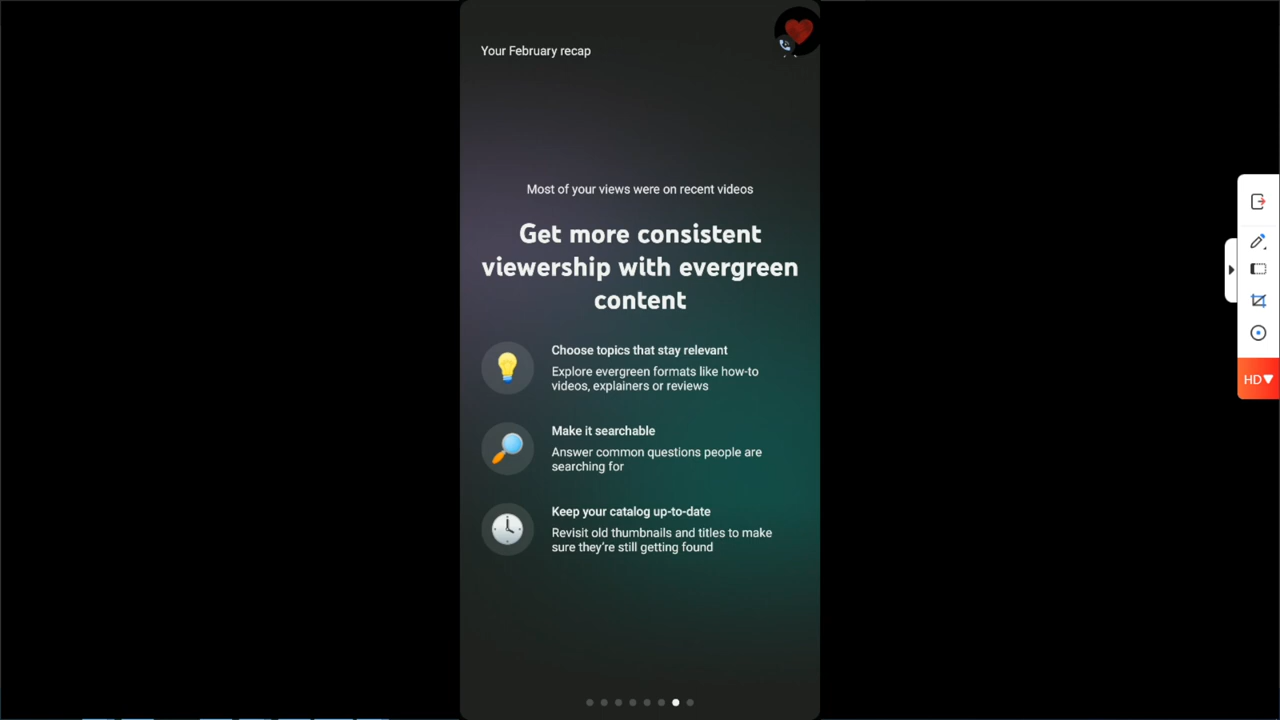 Your February recap
Most of your views were on recent videos
Get more consistent
viewership with evergreen
content
Choose topics that stay relevant
Explore evergreen formats like how-to
videos, explainers or reviews
Make it searchable
Answer common questions people are
searching for
Keep your catalog up-to-date
Revisit old thumbnails and titles to make
sure they're still getting found
HD